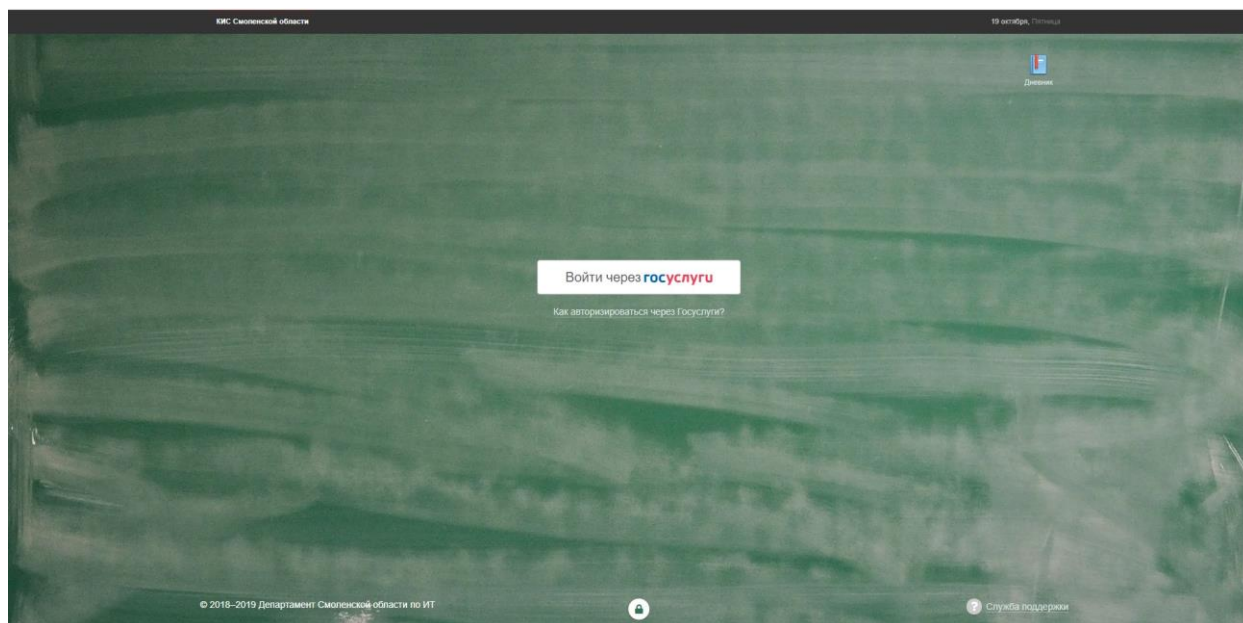 КИС Смоленской области
19 октября, Пятница
Дневник
Войти через госуслуги
Как авторизироваться через Госуслуги?
© 2018–2019 Департамент Смоленской области по ИТ
? Служба поддержки